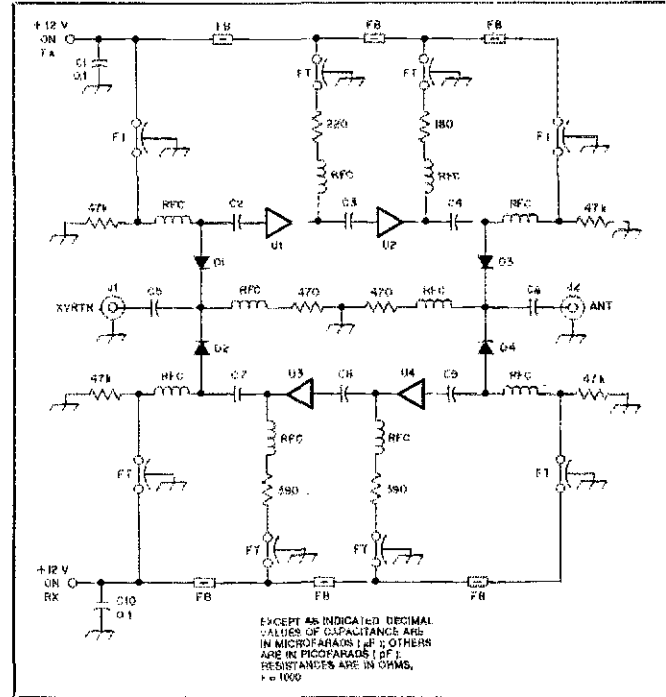 +12 V
ON
TX
FB
FB
FB
C1
0.1
FT
FT
FT
FT
220
180
RFC
RFC
47k
RFC
C2
U1
C3
U2
C4
RFC
47k
D1
D3
J1
XVRTR
C5
RFC
470
470
RFC
J2
ANT
D2
D4
47k
RFC
C7
U3
C8
U4
C9
RFC
47k
RFC
RFC
390
390
FT
FT
FT
FT
+12 V
ON
RX
C10
0.1
FB
FB
FB
EXCEPT AS INDICATED, DECIMAL
VALUES OF CAPACITANCE ARE
IN MICROFARADS (µF); OTHERS
ARE IN PICOFARADS (pF);
RESISTANCES ARE IN OHMS,
k = 1000